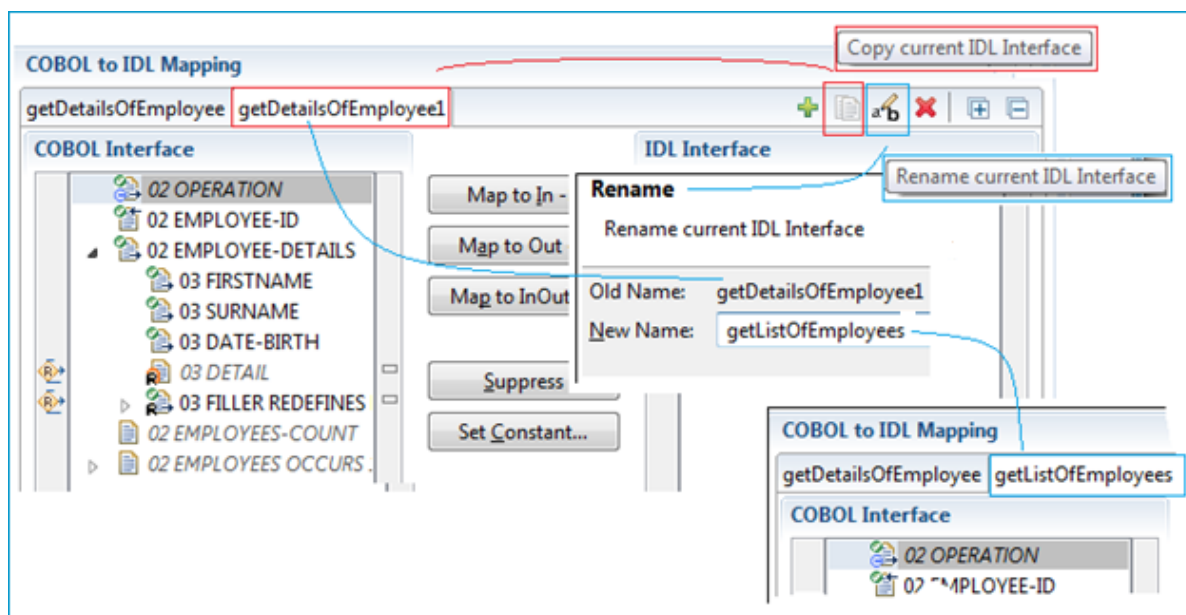 Copy current IDL Interface
COBOL to IDL Mapping
getDetailsOfEmployee getDetailsOfEmployee1
COBOL Interface
IDL Interface
Rename current IDL Interface
02 OPERATION
02 EMPLOYEE-ID
02 EMPLOYEE-DETAILS
03 FIRSTNAME
03 SURNAME
03 DATE-BIRTH
03 DETAIL
03 FILLER REDEFINES
02 EMPLOYEES-COUNT
02 EMPLOYEES OCCURS .
Map to In -
Map to Out
Map to InOut
Suppress
Set Constant...
Rename
Rename current IDL Interface
Old Name: getDetailsOfEmployee1
New Name: getListOfEmployees
COBOL to IDL Mapping
getDetailsOfEmployee getListOfEmployees
COBOL Interface
02 OPERATION
02 EMPLOYEE-ID